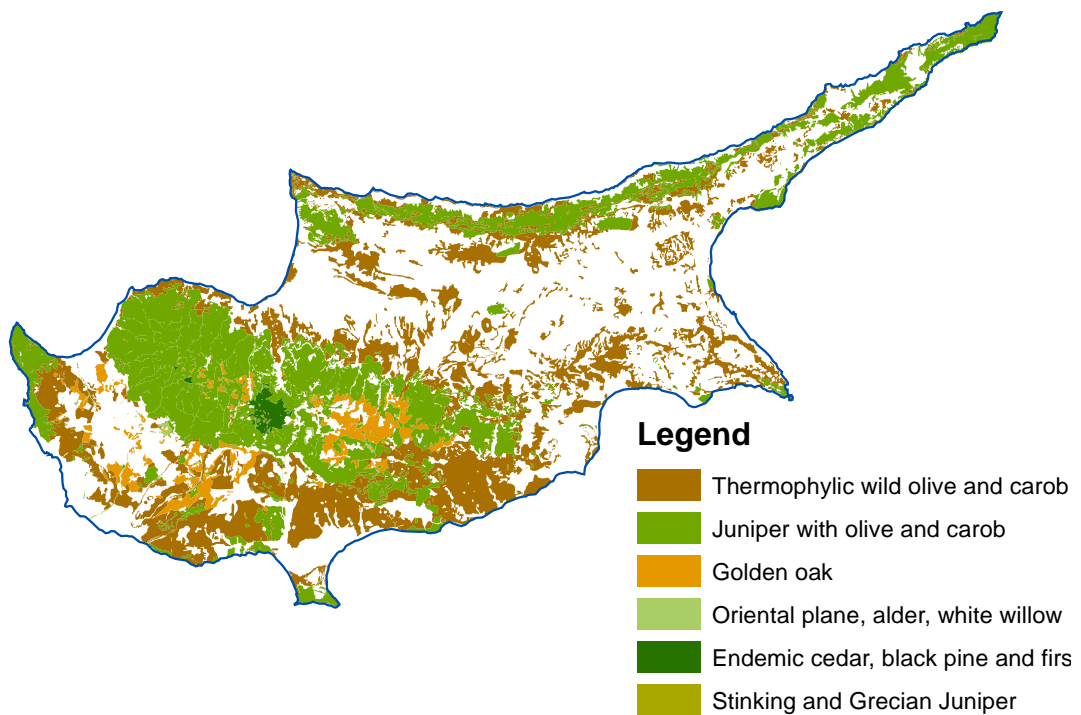 Legend
Thermophylic wild olive and carob
Juniper with olive and carob
Golden oak
Oriental plane, alder, white willow
Endemic cedar, black pine and firs
Stinking and Grecian Juniper